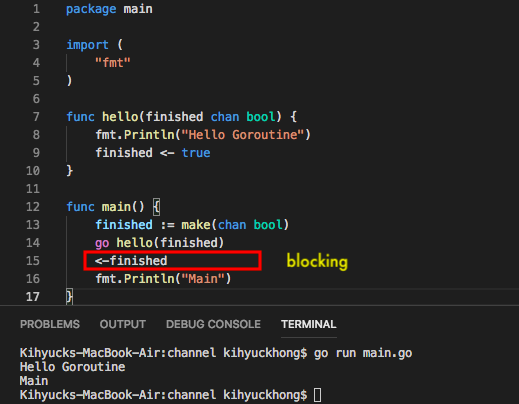 1 package main
2
3 import (
4     "fmt"
5 )
6
7 func hello(finished chan bool) {
8     fmt.Println("Hello Goroutine")
9     finished <- true
10 }
11
12 func main() {
13     finished := make(chan bool)
14     go hello(finished)
15     <-finished blocking
16     fmt.Println("Main")
17 }
PROBLEMS OUTPUT DEBUG CONSOLE TERMINAL
Kihyucks-MacBook-Air:channel kihyuckhong$ go run main.go
Hello Goroutine
Main
Kihyucks-MacBook-Air:channel kihyuckhong$